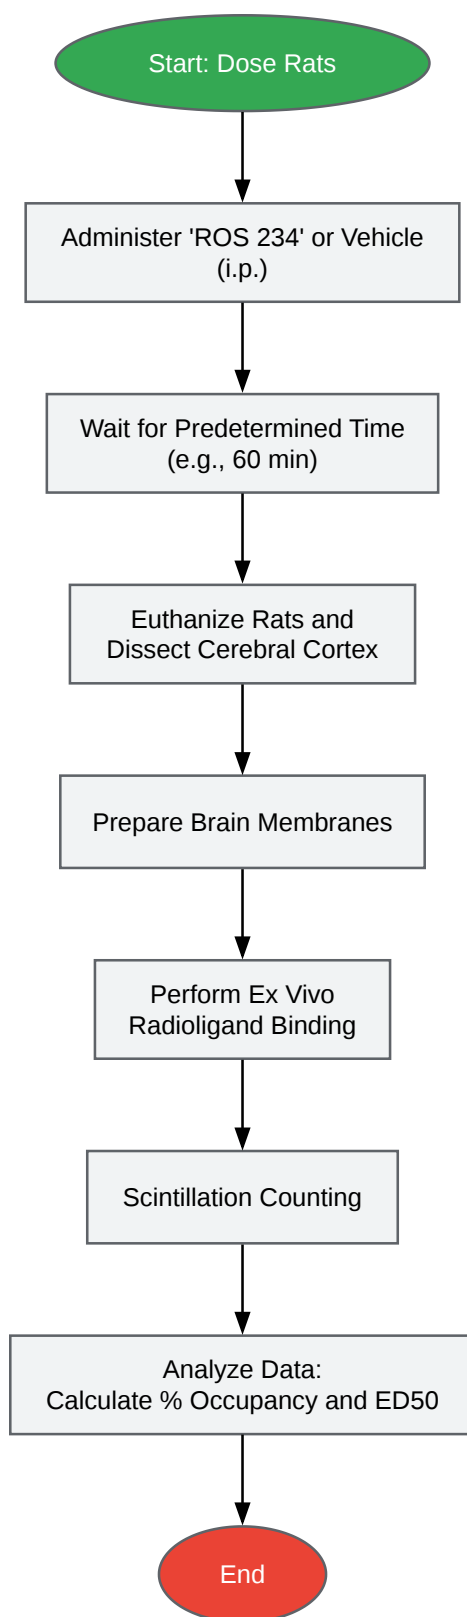 Start: Dose Rats
Administer 'ROS 234' or Vehicle
(i.p.)
Wait for Predetermined Time
(e.g., 60 min)
Euthanize Rats and
Dissect Cerebral Cortex
Prepare Brain Membranes
Perform Ex Vivo
Radioligand Binding
Scintillation Counting
Analyze Data:
Calculate % Occupancy and ED50
End